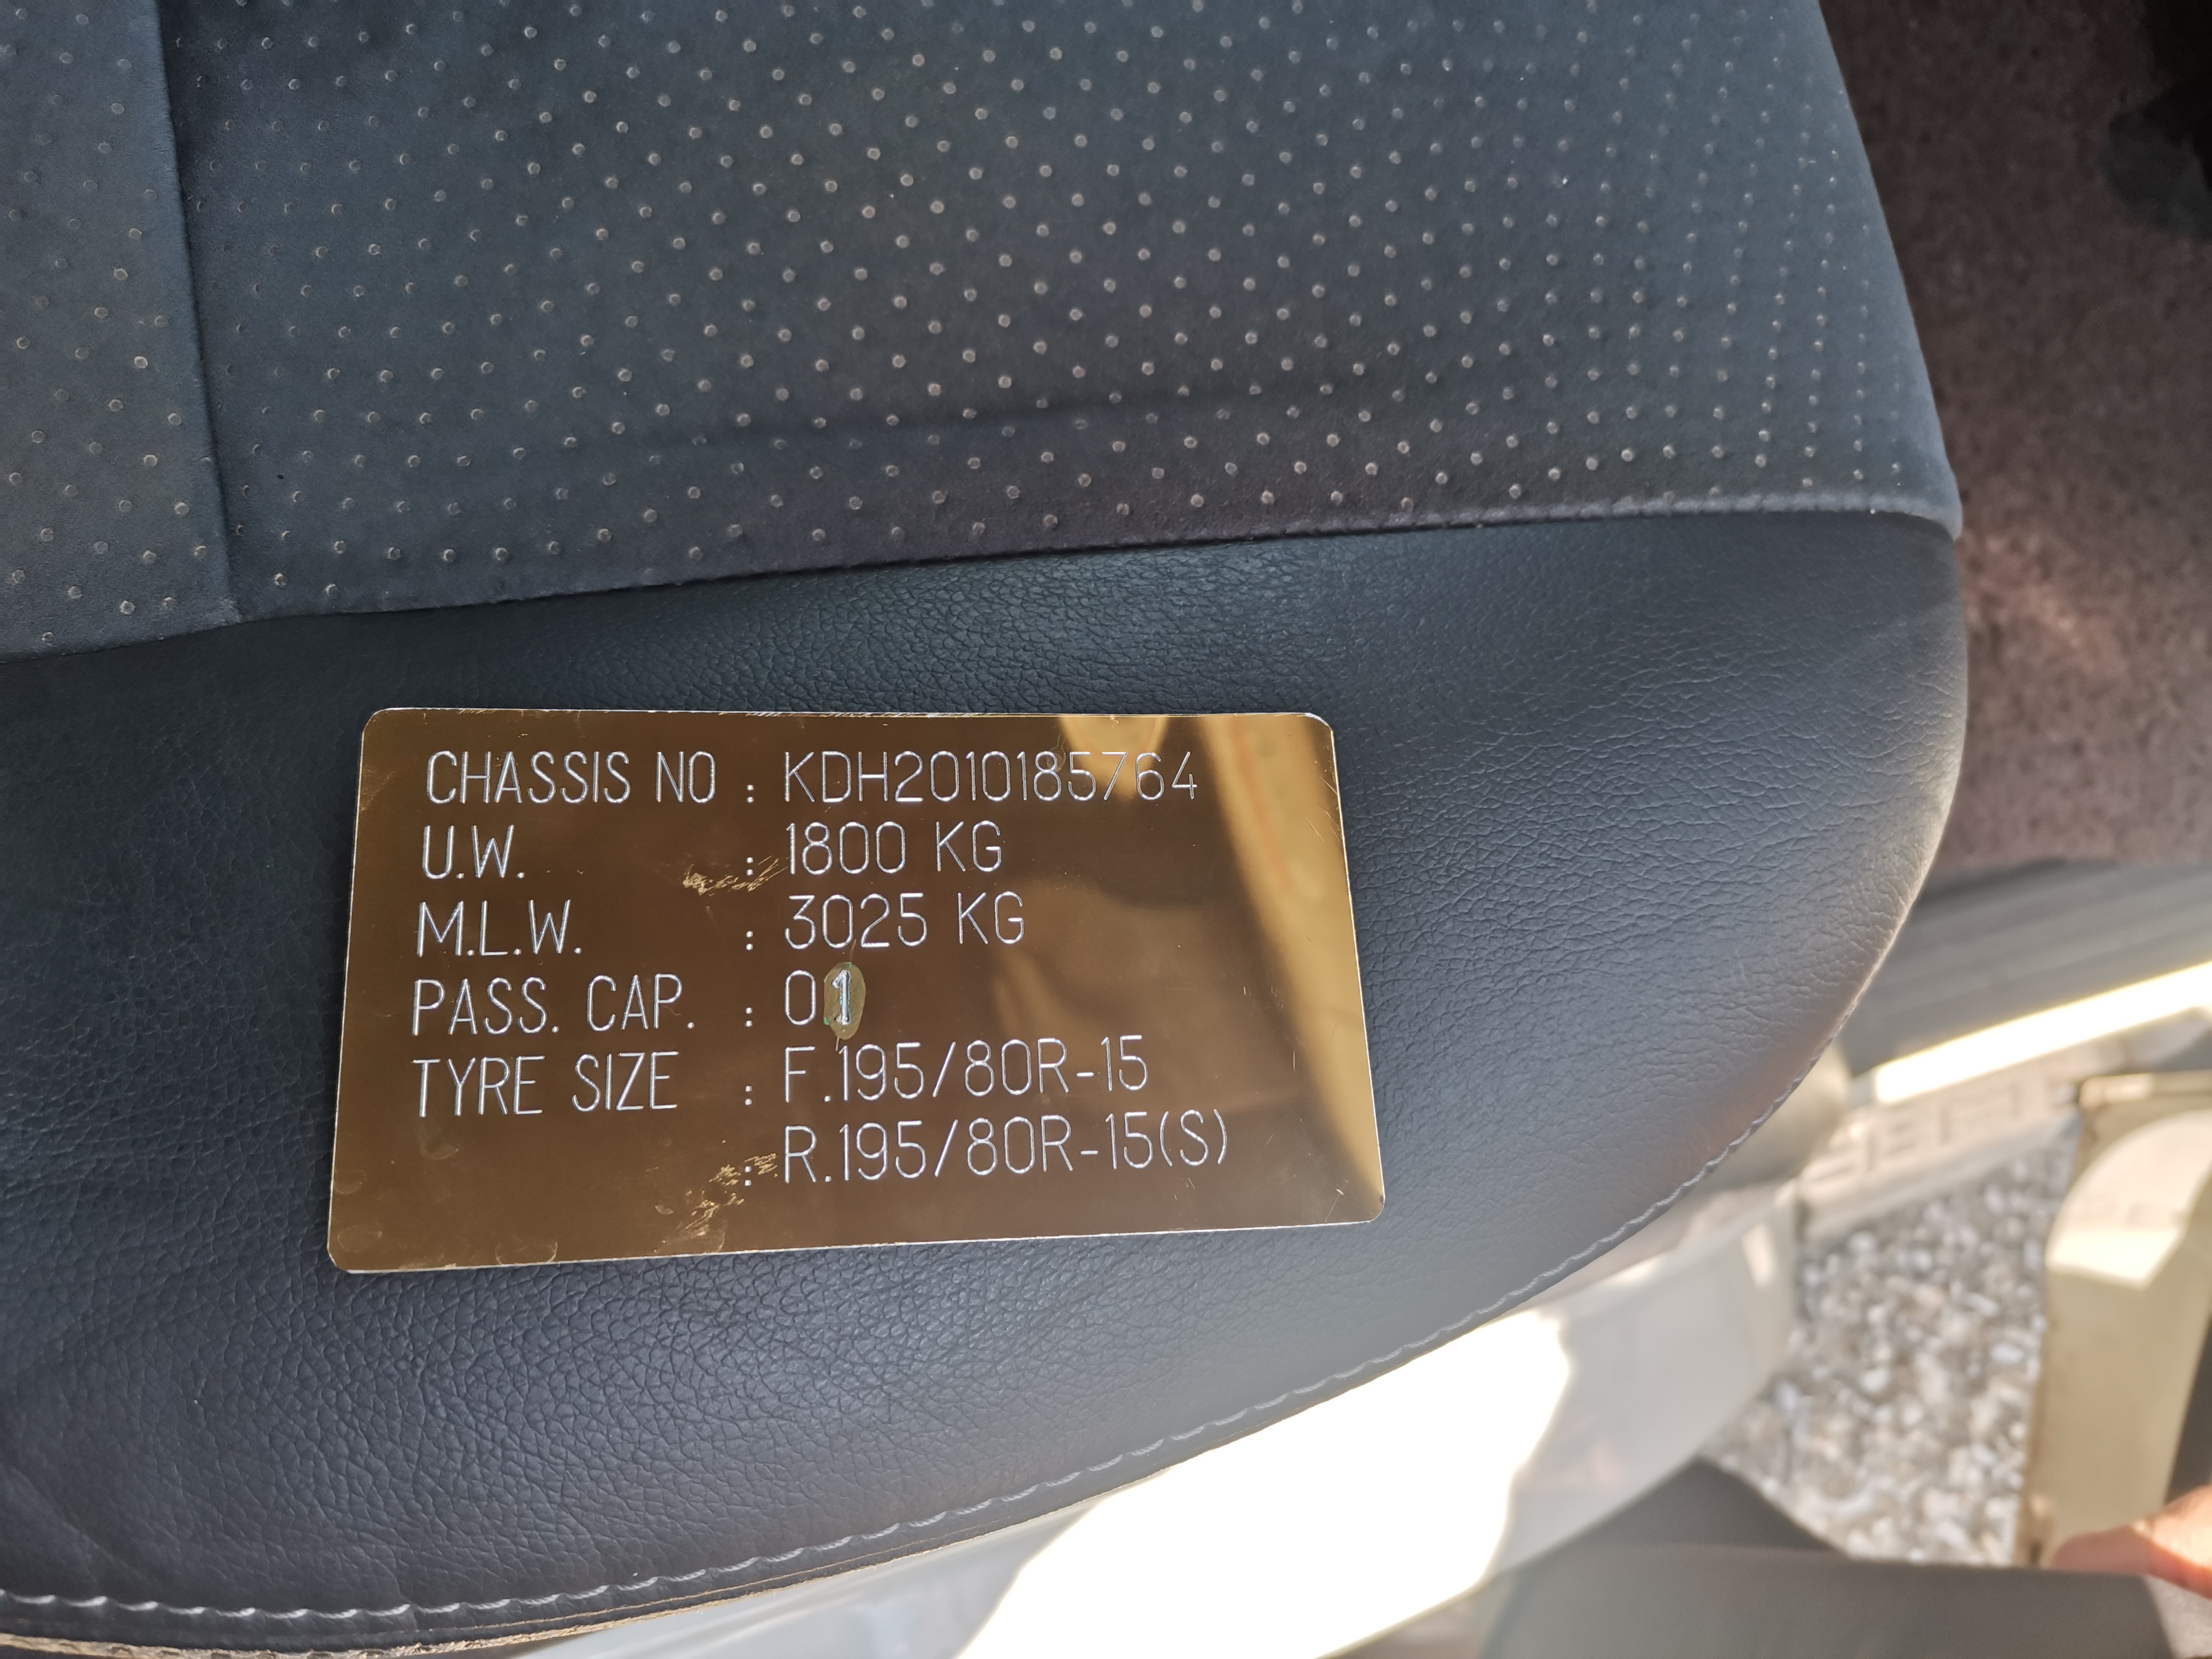 CHASSIS NO : KDH2010185764
U.W. : 1800 KG
M.L.W. : 3025 KG
PASS. CAP. : 01
TYRE SIZE : F.195/80R-15
: R.195/80R-15(S)